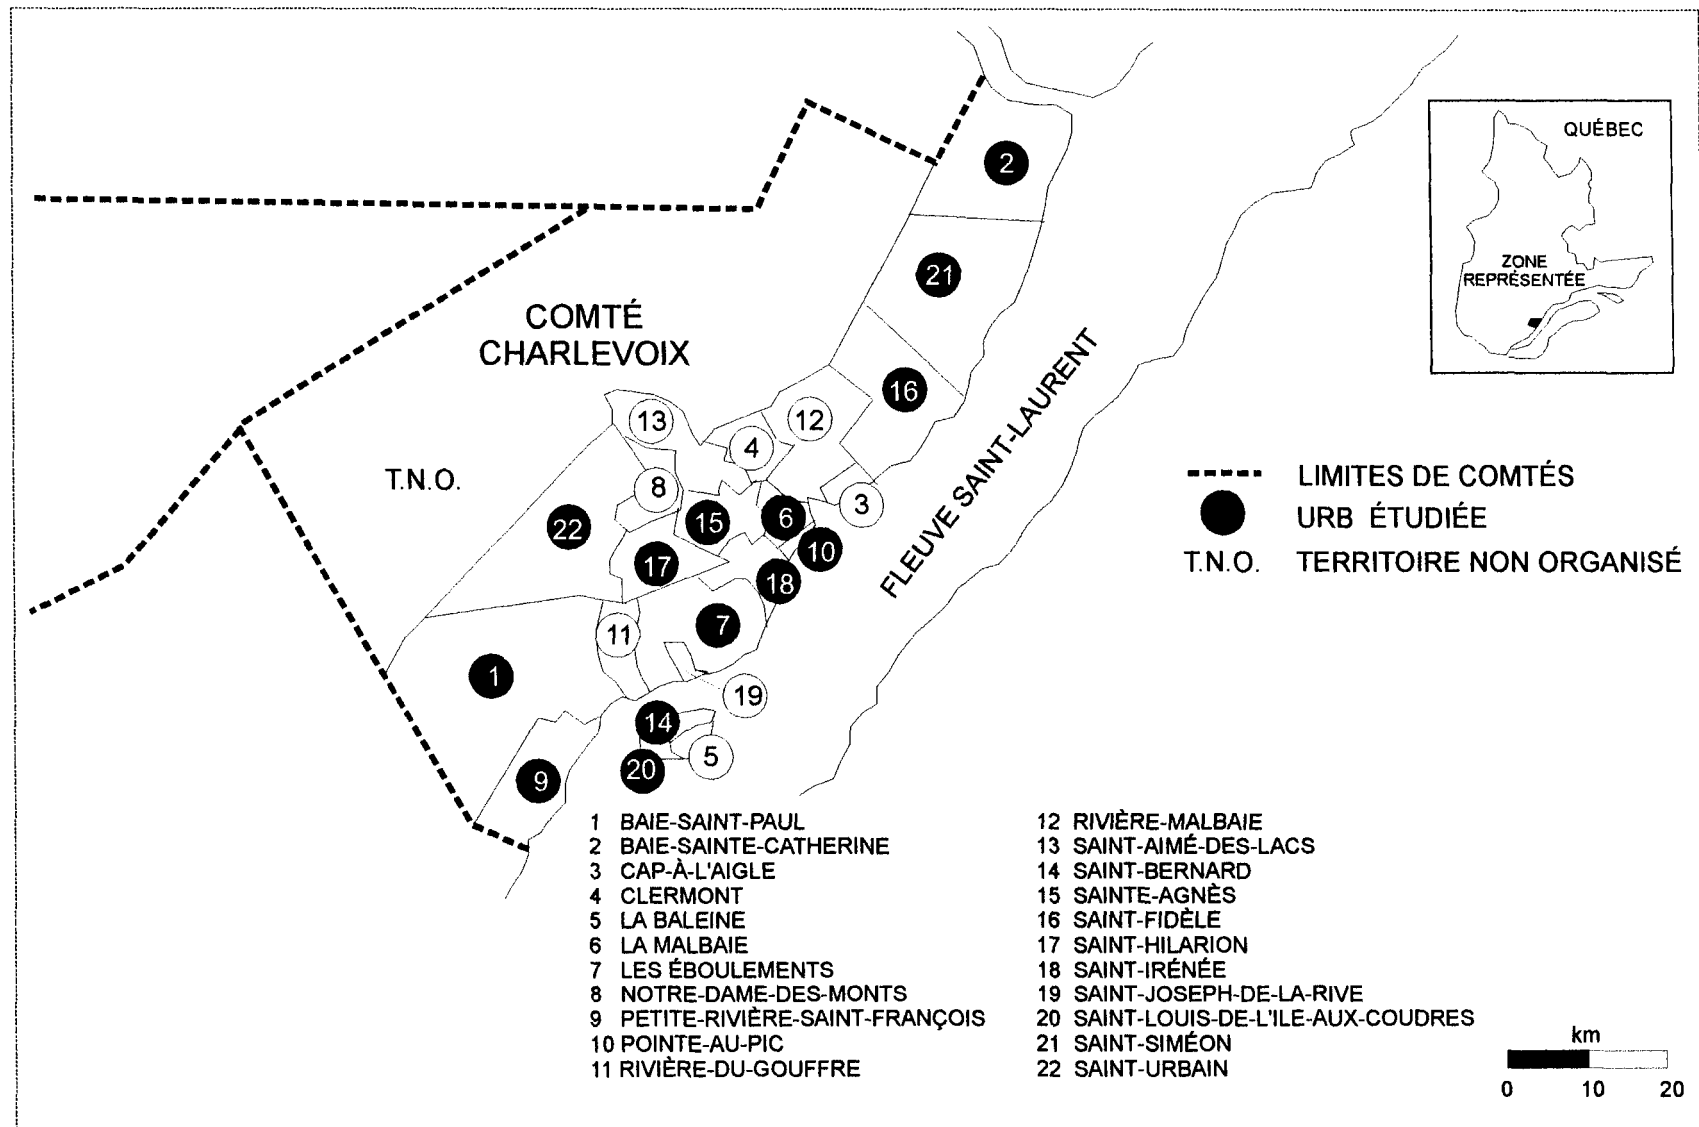 2
QUÉBEC
21
ZONE
REPRÉSENTÉE
COMTÉ
CHARLEVOIX
16
13
12
4
T.N.O.
8
3
22
15
6
10
17
18
FLEUVE SAINT-LAURENT
LIMITES DE COMTÉS
URB ÉTUDIÉE
T.N.O. TERRITOIRE NON ORGANISÉ
11
7
1
19
14
5
20
9
1 BAIE-SAINT-PAUL
2 BAIE-SAINTE-CATHERINE
3 CAP-À-L'AIGLE
4 CLERMONT
5 LA BALEINE
6 LA MALBAIE
7 LES ÉBOULEMENTS
8 NOTRE-DAME-DES-MONTS
9 PETITE-RIVIÈRE-SAINT-FRANÇOIS
10 POINTE-AU-PIC
11 RIVIÈRE-DU-GOUFFRE
12 RIVIÈRE-MALBAIE
13 SAINT-AIMÉ-DES-LACS
14 SAINT-BERNARD
15 SAINTE-AGNÈS
16 SAINT-FIDÈLE
17 SAINT-HILARION
18 SAINT-IRÉNÉE
19 SAINT-JOSEPH-DE-LA-RIVE
20 SAINT-LOUIS-DE-L'ILE-AUX-COUDRES
21 SAINT-SIMÉON
22 SAINT-URBAIN
km
0 10 20